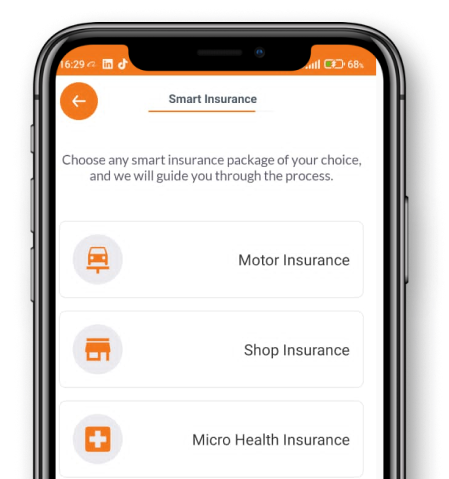 16:29
68%
Smart Insurance
Choose any smart insurance package of your choice,
and we will guide you through the process.
Motor Insurance
Shop Insurance
Micro Health Insurance